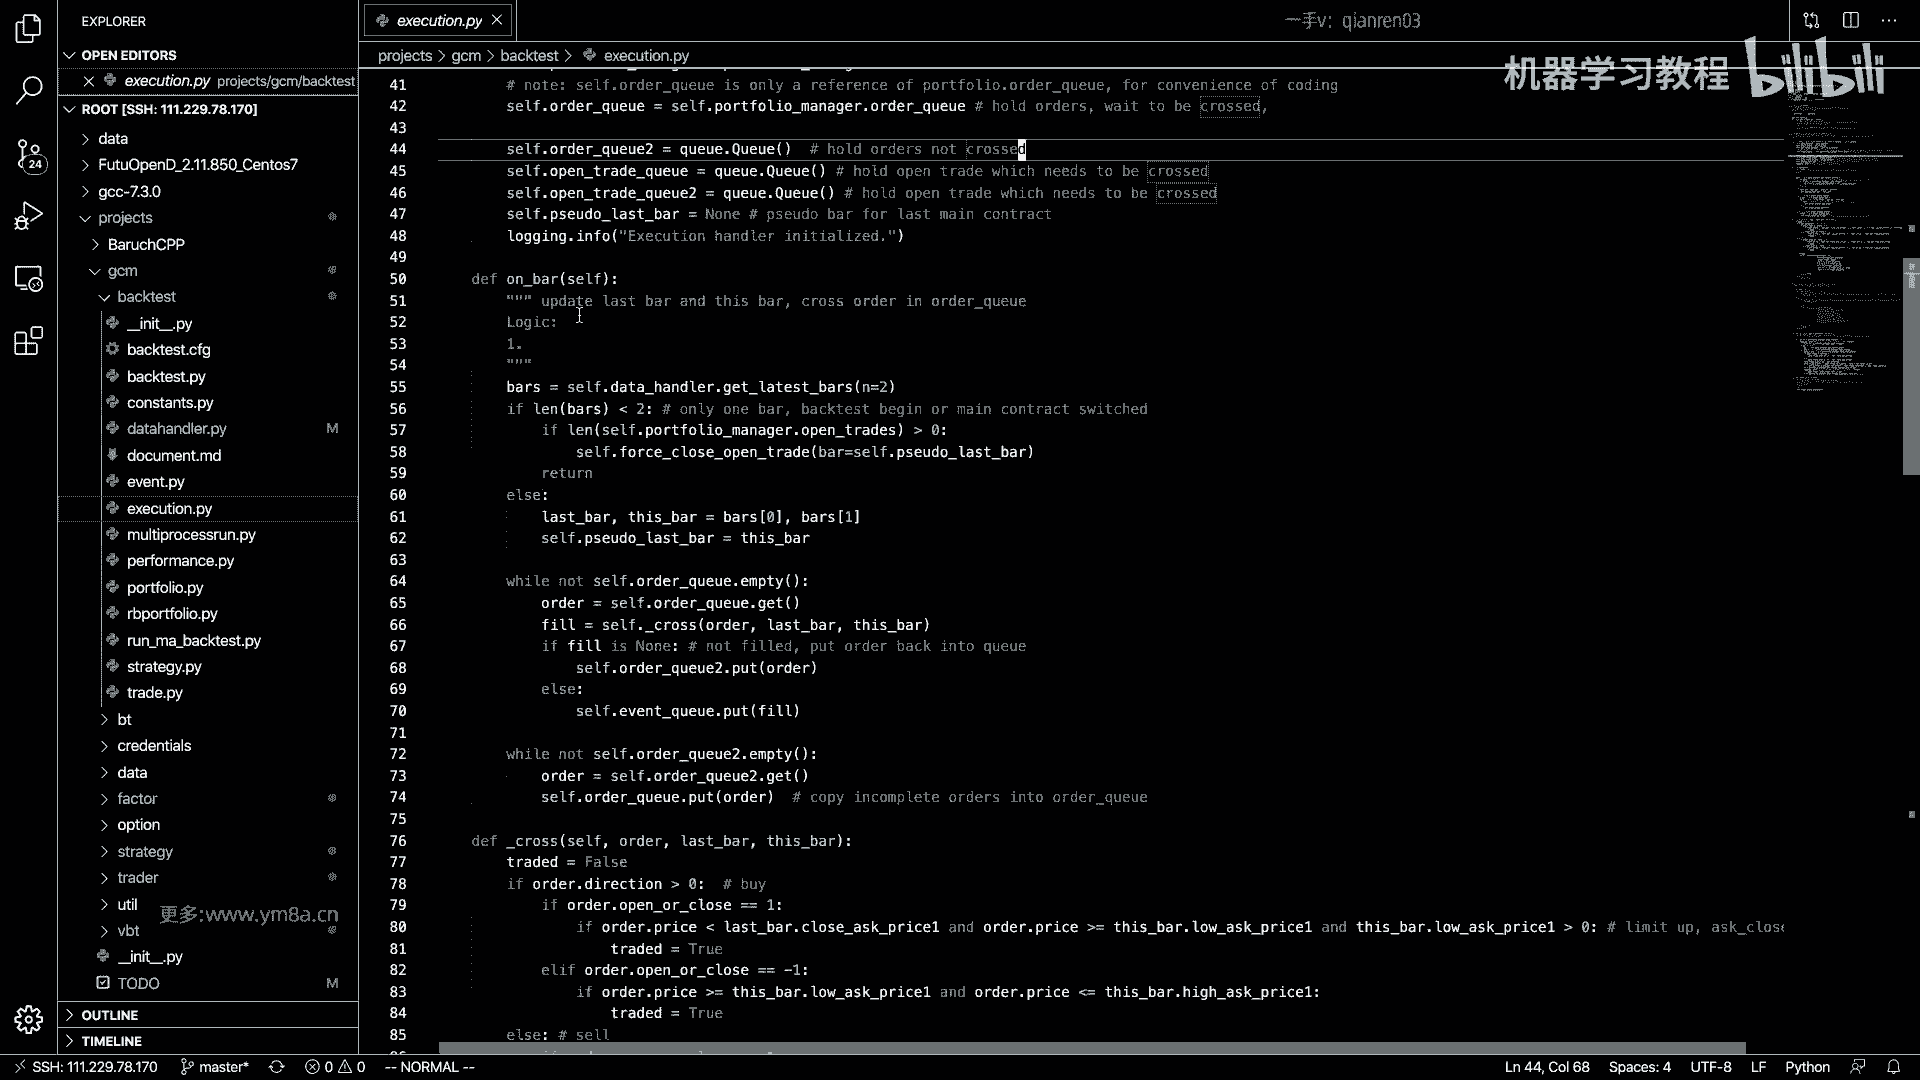 EXPLORER
OPEN EDITORS
execution.py projects/gcm/backtest
ROOT [SSH: 111.229.78.170]
data
FutuOpenD_2.11.850_Centos7
gcc-7.3.0
projects
BaruchCPP
gcm
backtest
__init__.py
backtest.cfg
backtest.py
constants.py
datahandler.py M
document.md
event.py
execution.py
multiprocessrun.py
performance.py
portfolio.py
rbportfolio.py
run_ma_backtest.py
strategy.py
trade.py
bt
credentials
data
factor
option
strategy
trader
util
更多:www.ym8a.cn
vbt
__init__.py
TODO M
OUTLINE
TIMELINE
24
execution.py
一手v: qianren03
机器学习教程 bilibili
projects > gcm > backtest > execution.py
41 # note: self.order_queue is only a reference of portfolio.order_queue, for convenience of coding
42 self.order_queue = self.portfolio_manager.order_queue # hold orders, wait to be crossed,
43
44 self.order_queue2 = queue.Queue()  # hold orders not crossed
45 self.open_trade_queue = queue.Queue() # hold open trade which needs to be crossed
46 self.open_trade_queue2 = queue.Queue() # hold open trade which needs to be crossed
47 self.pseudo_last_bar = None # pseudo bar for last main contract
48 logging.info("Execution handler initialized.")
49
50 def on_bar(self):
51 """ update last bar and this bar, cross order in order_queue
52 Logic:
53 1.
54 """
55 bars = self.data_handler.get_latest_bars(n=2)
56 if len(bars) < 2: # only one bar, backtest begin or main contract switched
57 if len(self.portfolio_manager.open_trades) > 0:
58 self.force_close_open_trade(bar=self.pseudo_last_bar)
59 return
60 else:
61 last_bar, this_bar = bars[0], bars[1]
62 self.pseudo_last_bar = this_bar
63
64 while not self.order_queue.empty():
65 order = self.order_queue.get()
66 fill = self._cross(order, last_bar, this_bar)
67 if fill is None: # not filled, put order back into queue
68 self.order_queue2.put(order)
69 else:
70 self.event_queue.put(fill)
71
72 while not self.order_queue2.empty():
73 order = self.order_queue2.get()
74 self.order_queue.put(order)  # copy incomplete orders into order_queue
75
76 def _cross(self, order, last_bar, this_bar):
77 traded = False
78 if order.direction > 0:  # buy
79 if order.open_or_close == 1:
80 if order.price < last_bar.close_ask_price1 and order.price >= this_bar.low_ask_price1 and this_bar.low_ask_price1 > 0: # limit up, ask_close
81 traded = True
82 elif order.open_or_close == -1:
83 if order.price >= this_bar.low_ask_price1 and order.price <= this_bar.high_ask_price1:
84 traded = True
85 else: # sell
SSH: 111.229.78.170 master* 0 0 -- NORMAL -- Ln 44, Col 68 Spaces: 4 UTF-8 LF Python